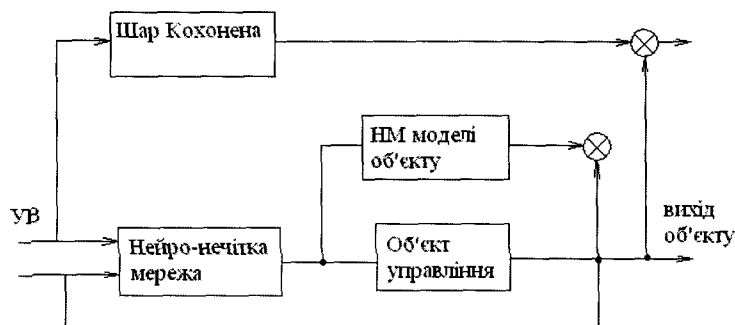 Шар Кохонена
НМ моделі
об'єкту
УВ
Нейро-нечітка
мережа
Об'єкт
управління
вихід
об'єкту